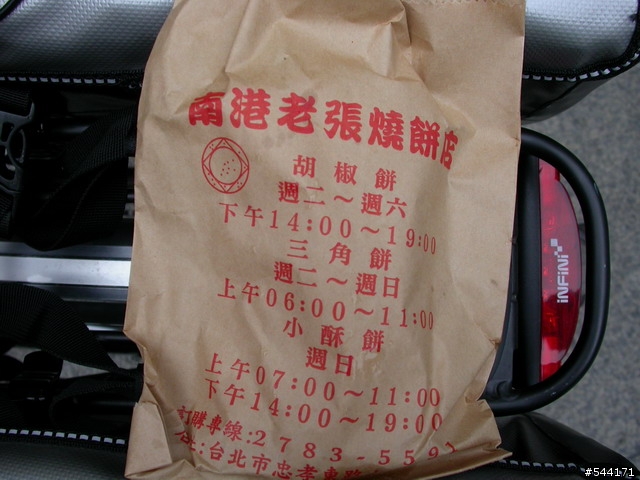 南港老張燒餅店
胡椒餅
週二～週六
下午14:00～19:00
三角餅
週二～週日
上午06:00～11:00
小酥餅
週日
上午07:00～11:00
下午14:00～19:00
訂購專線:2783-559
台北市忠孝東路
INFINI
#544171